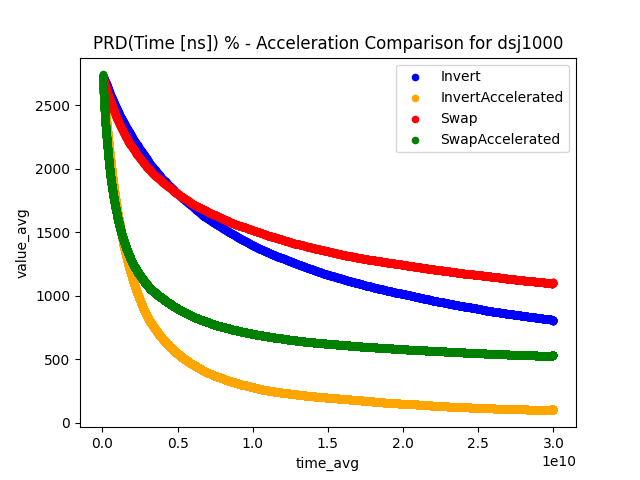 PRD(Time [ns]) % - Acceleration Comparison for dsj1000
Invert
InvertAccelerated
Swap
SwapAccelerated
value_avg
2500
2000
1500
1000
500
0
0.0 0.5 1.0 1.5 2.0 2.5 3.0
1e10
time_avg